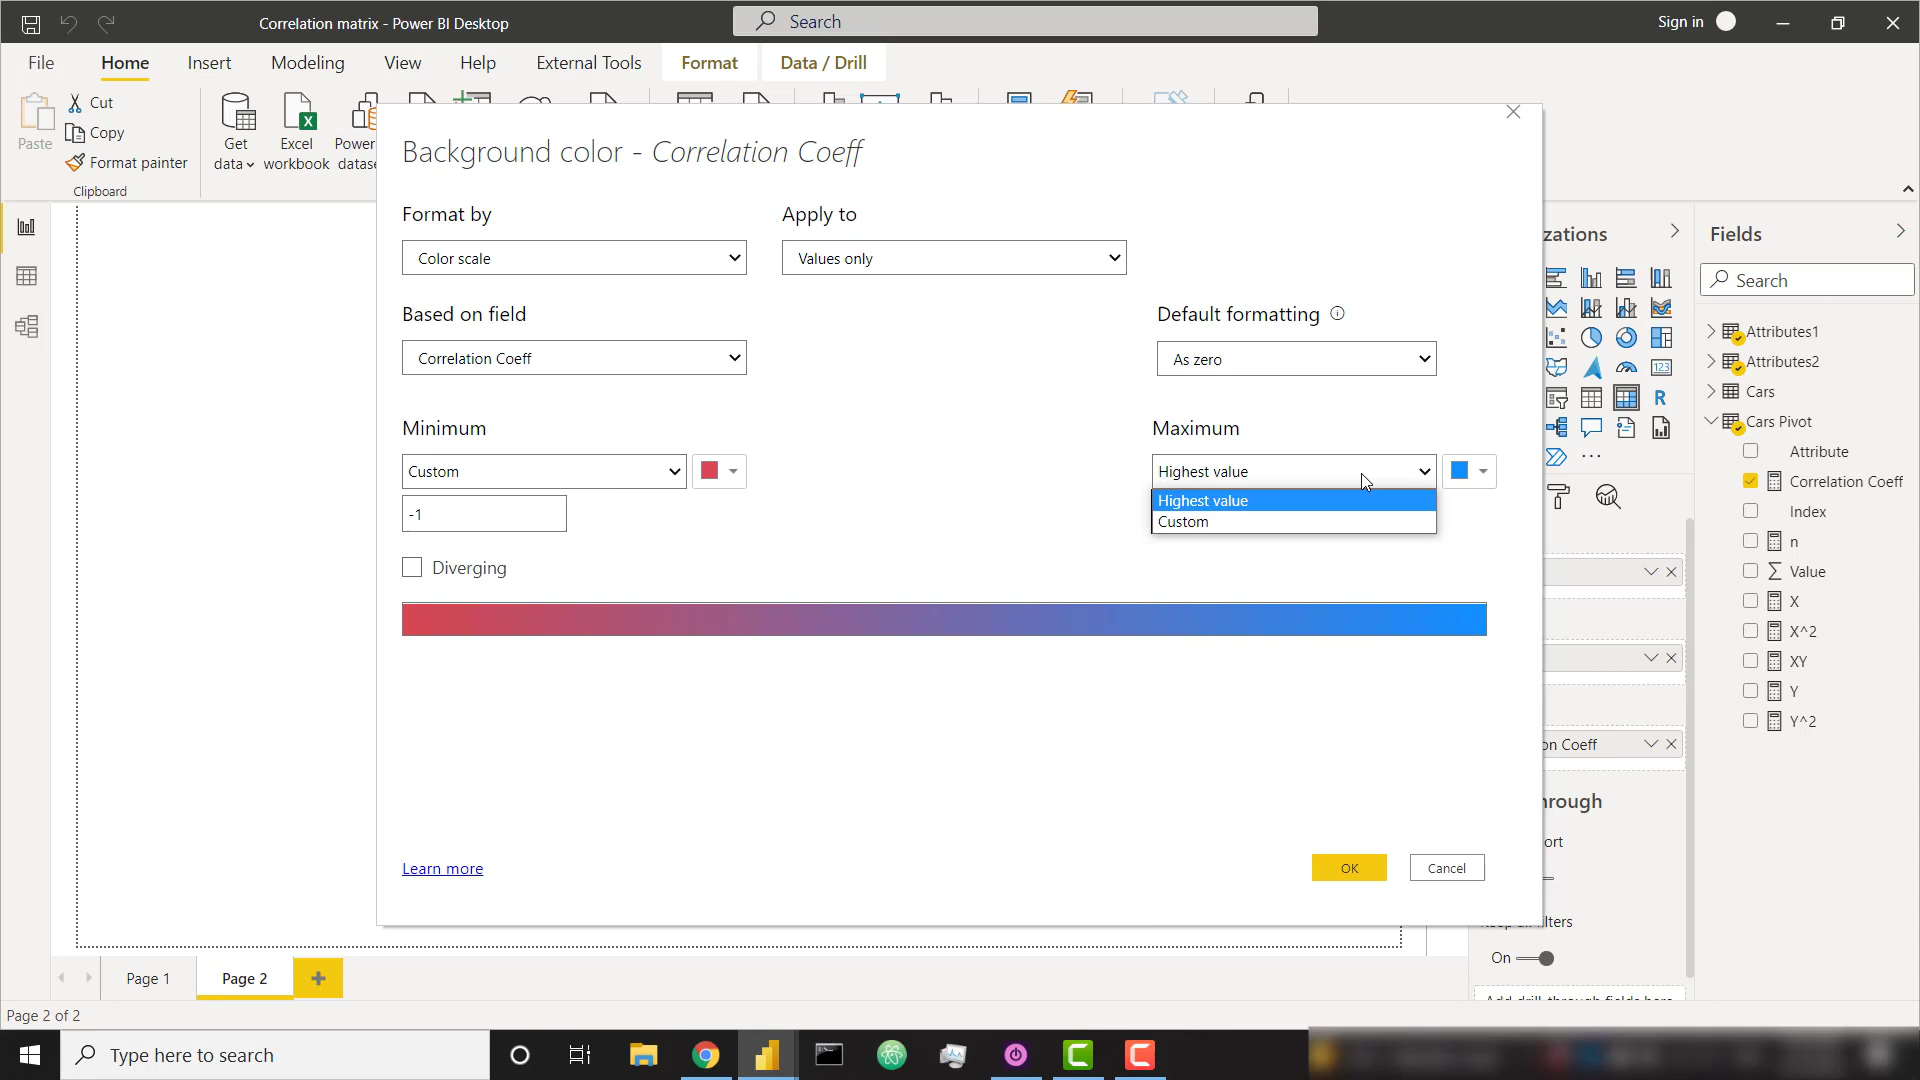 Correlation matrix - Power BI Desktop
Search
Sign in
File
Home
Insert
Modeling
View
Help
External Tools
Format
Data / Drill
Paste
Cut
Copy
Format painter
Clipboard
Get
data
Excel
workbook
Power
datase
Background color - Correlation Coeff
Format by
Color scale
Apply to
Values only
Based on field
Correlation Coeff
Default formatting
As zero
Minimum
Custom
-1
Maximum
Highest value
Highest value
Custom
Diverging
Learn more
OK
Cancel
zations
R
123
on Coeff
hrough
ort
lters
On
Fields
Search
Attributes1
Attributes2
Cars
Cars Pivot
Attribute
Correlation Coeff
Index
n
Value
X
X^2
XY
Y
Y^2
Page 1
Page 2
Page 2 of 2
Type here to search